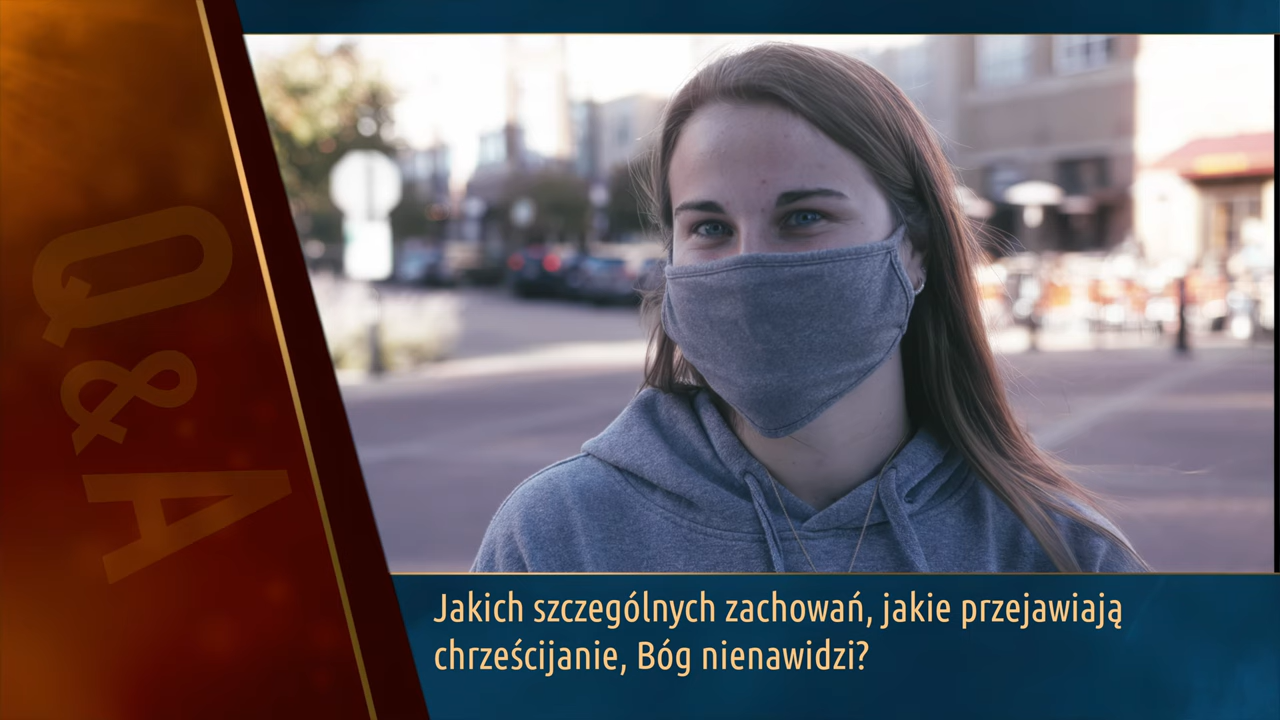 Q&A
Jakich szczególnych zachowań, jakie przejawiają
chrześcijanie, Bóg nienawidzi?